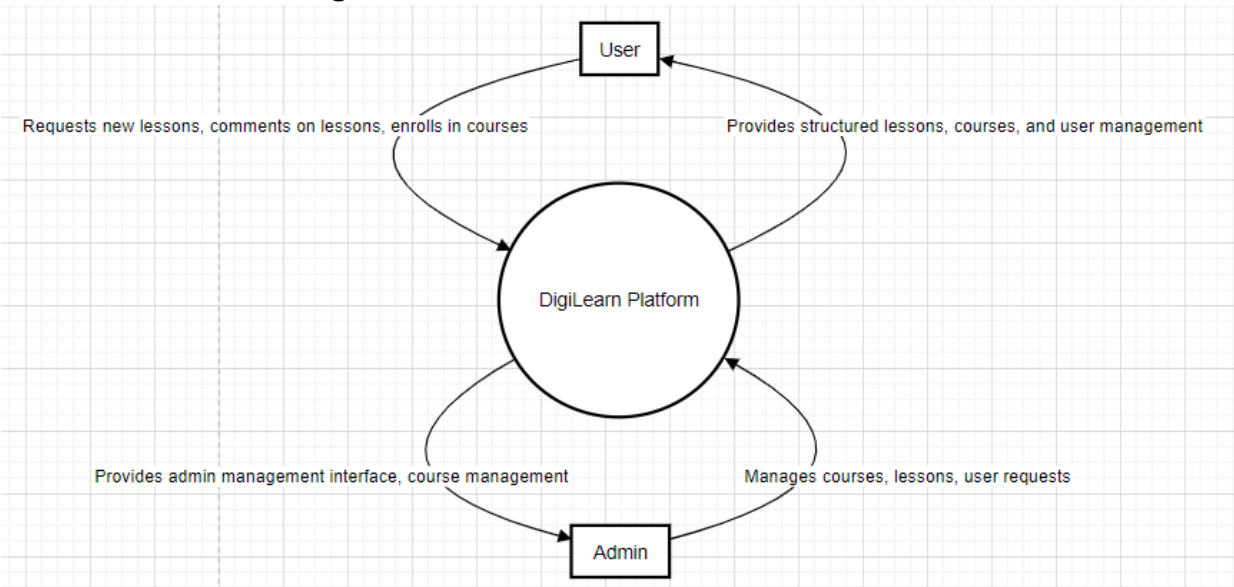 User
Requests new lessons, comments on lessons, enrolls in courses
Provides structured lessons, courses, and user management
DigiLearn Platform
Provides admin management interface, course management
Manages courses, lessons, user requests
Admin